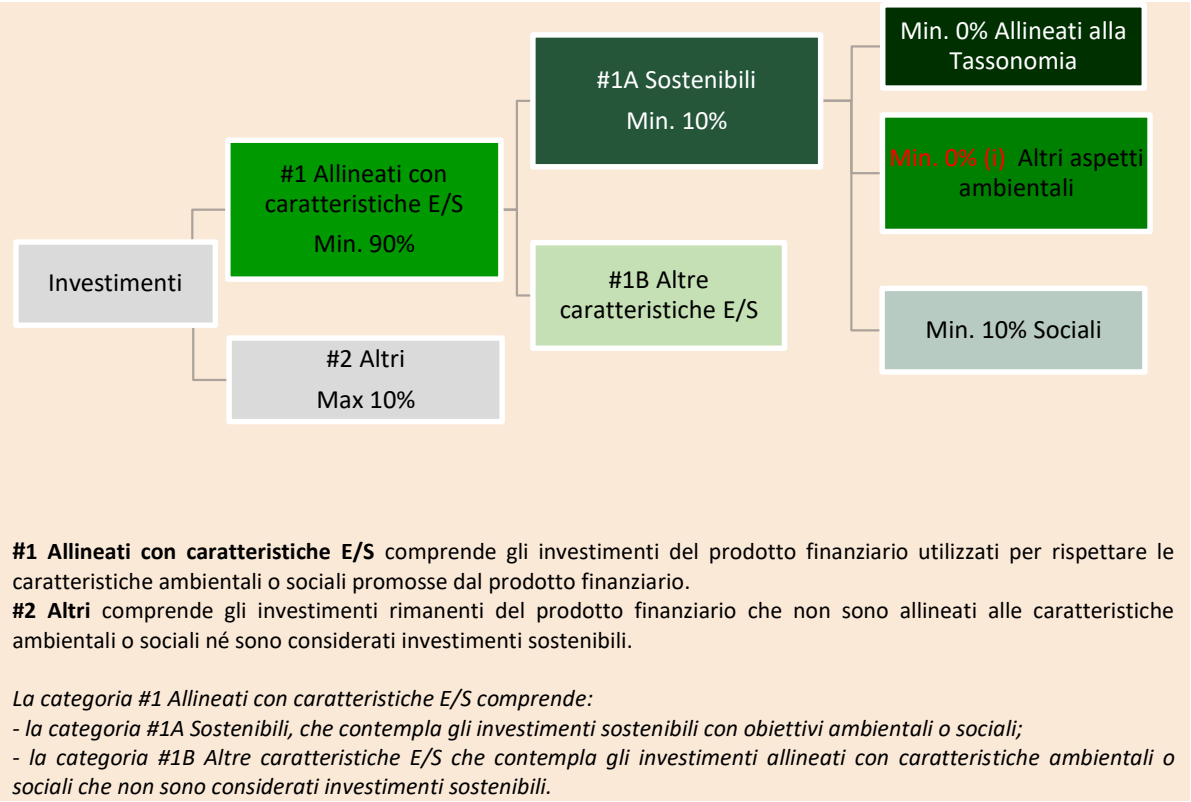 Min. 0% Allineati alla
Tassonomia
#1A Sostenibili
Min. 10%
Min. 0% (i) Altri aspetti
ambientali
#1 Allineati con
caratteristiche E/S
Min. 90%
Investimenti
#1B Altre
caratteristiche E/S
Min. 10% Sociali
#2 Altri
Max 10%
#1 Allineati con caratteristiche E/S comprende gli investimenti del prodotto finanziario utilizzati per rispettare le
caratteristiche ambientali o sociali promosse dal prodotto finanziario.
#2 Altri comprende gli investimenti rimanenti del prodotto finanziario che non sono allineati alle caratteristiche
ambientali o sociali né sono considerati investimenti sostenibili.
La categoria #1 Allineati con caratteristiche E/S comprende:
- la categoria #1A Sostenibili, che contempla gli investimenti sostenibili con obiettivi ambientali o sociali;
- la categoria #1B Altre caratteristiche E/S che contempla gli investimenti allineati con caratteristiche ambientali o
sociali che non sono considerati investimenti sostenibili.